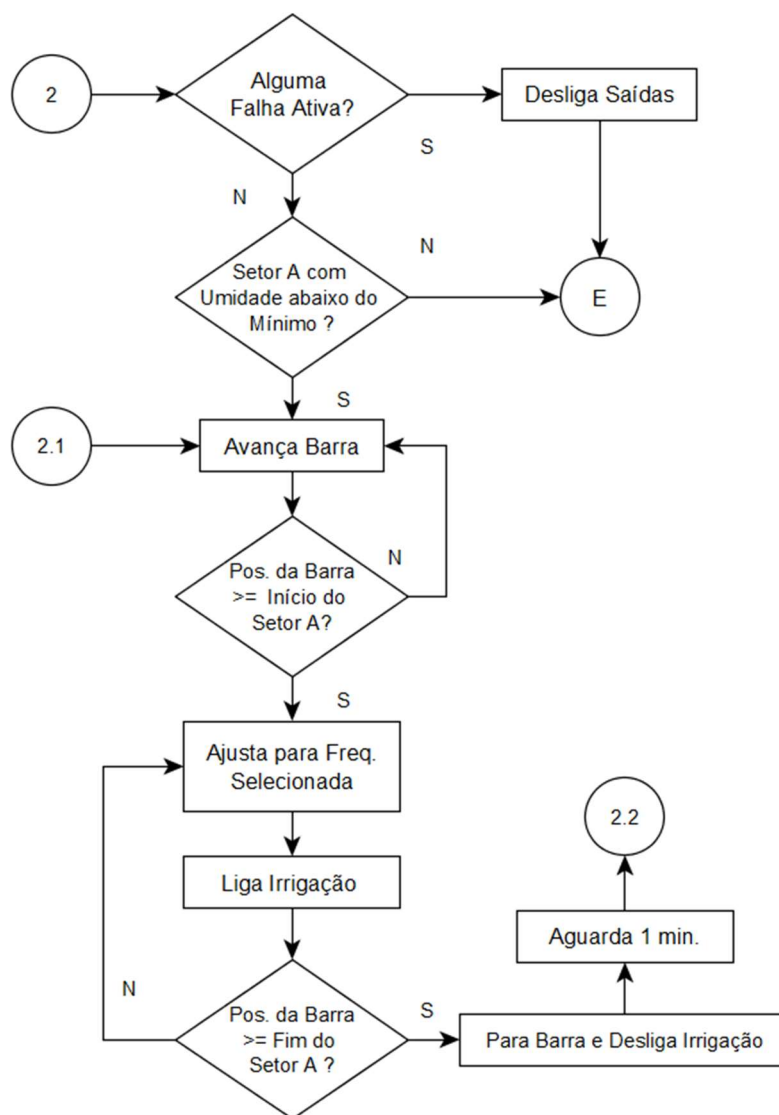 2
Alguma
Falha Ativa?
Desliga Saídas
S
N
Setor A com
Umidade abaixo do
Mínimo ?
N
E
S
2.1
Avança Barra
Pos. da Barra
>= Início do
Setor A?
N
S
Ajusta para Freq.
Selecionada
2.2
Liga Irrigação
Aguarda 1 min.
N
Pos. da Barra
>= Fim do
Setor A ?
S
Para Barra e Desliga Irrigação